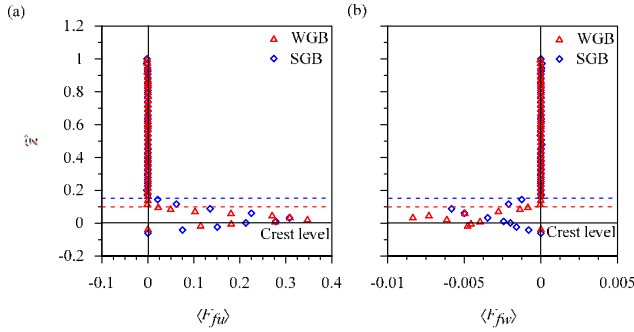 (a)
(b)
1.2
WGB
WGB
1
SGB
SGB
0.8
0.6
ẑ
0.4
0.2
0
Crest level
Crest level
-0.2
-0.1 0 0.1 0.2 0.3 0.4
-0.01 -0.005 0 0.005
⟨F_fu⟩
⟨F_fw⟩